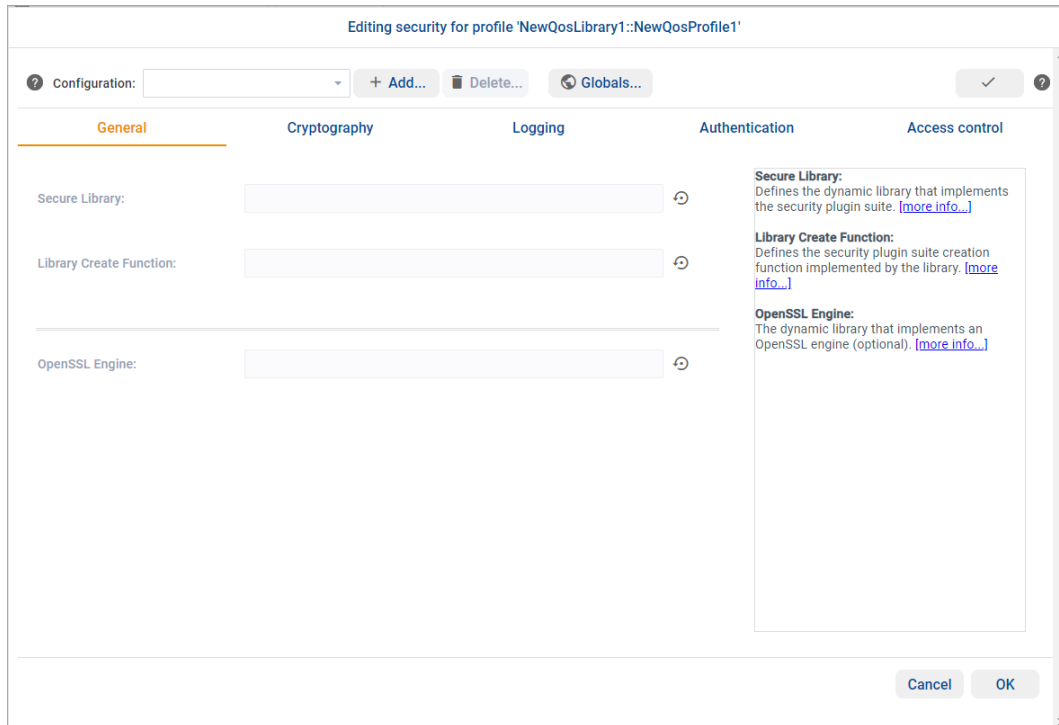 Editing security for profile 'NewQosLibrary1::NewQosProfile1'
? Configuration: + Add... Delete... Globals... ?
General Cryptography Logging Authentication Access control
Secure Library:
Library Create Function:
OpenSSL Engine:
Secure Library:
Defines the dynamic library that implements
the security plugin suite. [more info...]
Library Create Function:
Defines the security plugin suite creation
function implemented by the library. [more
info...]
OpenSSL Engine:
The dynamic library that implements an
OpenSSL engine (optional). [more info...]
Cancel OK